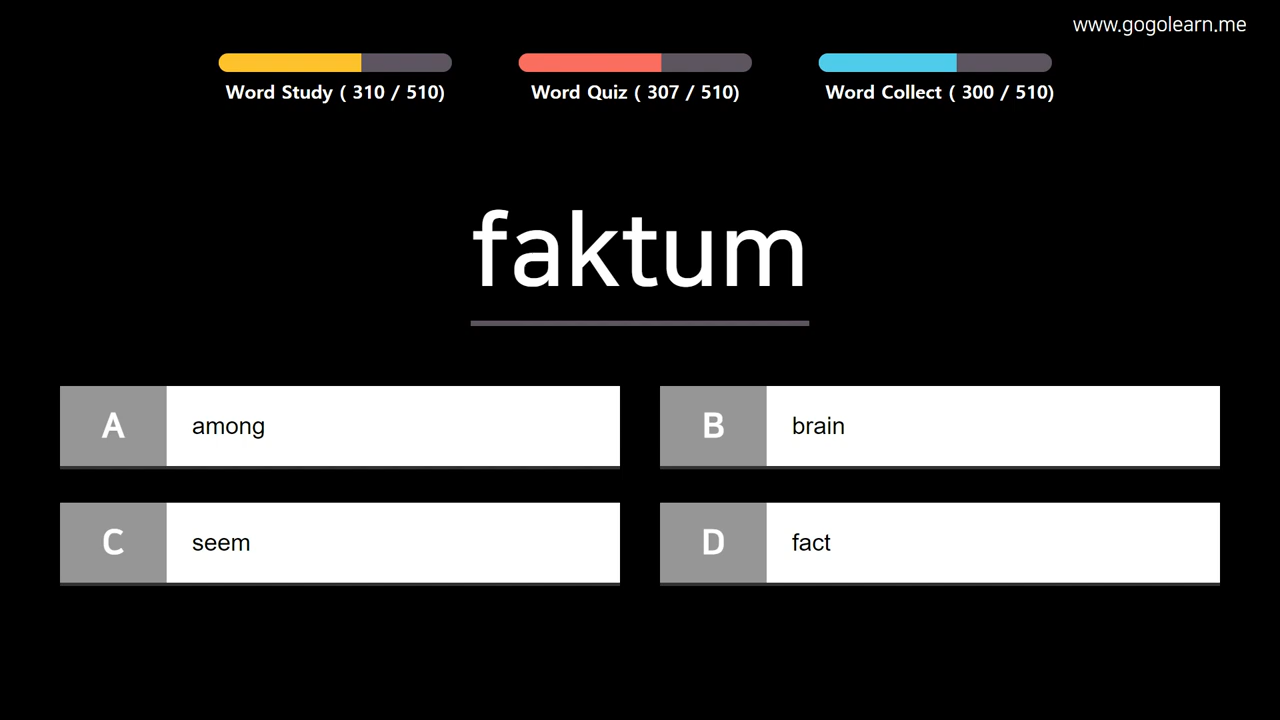 www.gogolearn.me
Word Study ( 310 / 510)
Word Quiz ( 307 / 510)
Word Collect ( 300 / 510)
faktum
A among
B brain
C seem
D fact